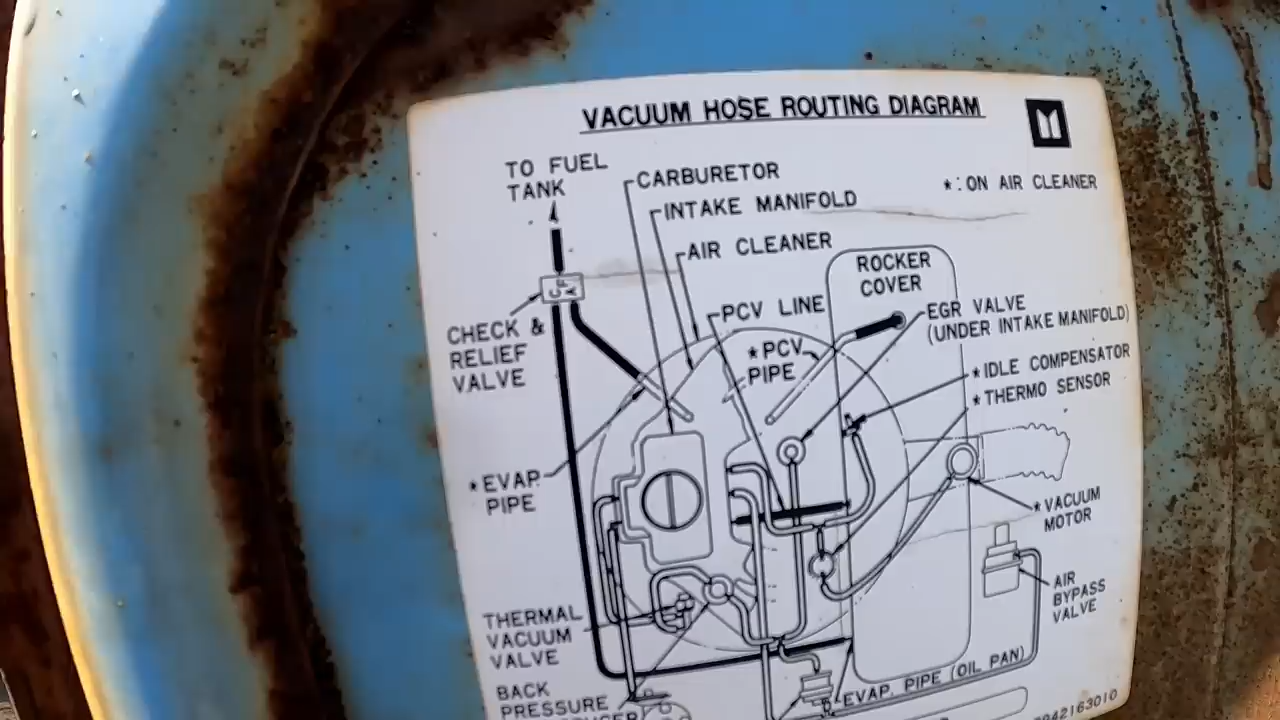 VACUUM HOSE ROUTING DIAGRAM
TO FUEL
TANK
CARBURETOR
*:ON AIR CLEANER
INTAKE MANIFOLD
AIR CLEANER
ROCKER
COVER
CHECK &
RELIEF
VALVE
PCV LINE
EGR VALVE
(UNDER INTAKE MANIFOLD)
*PCV
PIPE
*IDLE COMPENSATOR
*THERMO SENSOR
*EVAP.
PIPE
*VACUUM
MOTOR
AIR
BYPASS
VALVE
THERMAL
VACUUM
VALVE
BACK
PRESSURE
EVAP. PIPE (OIL PAN)
942163010